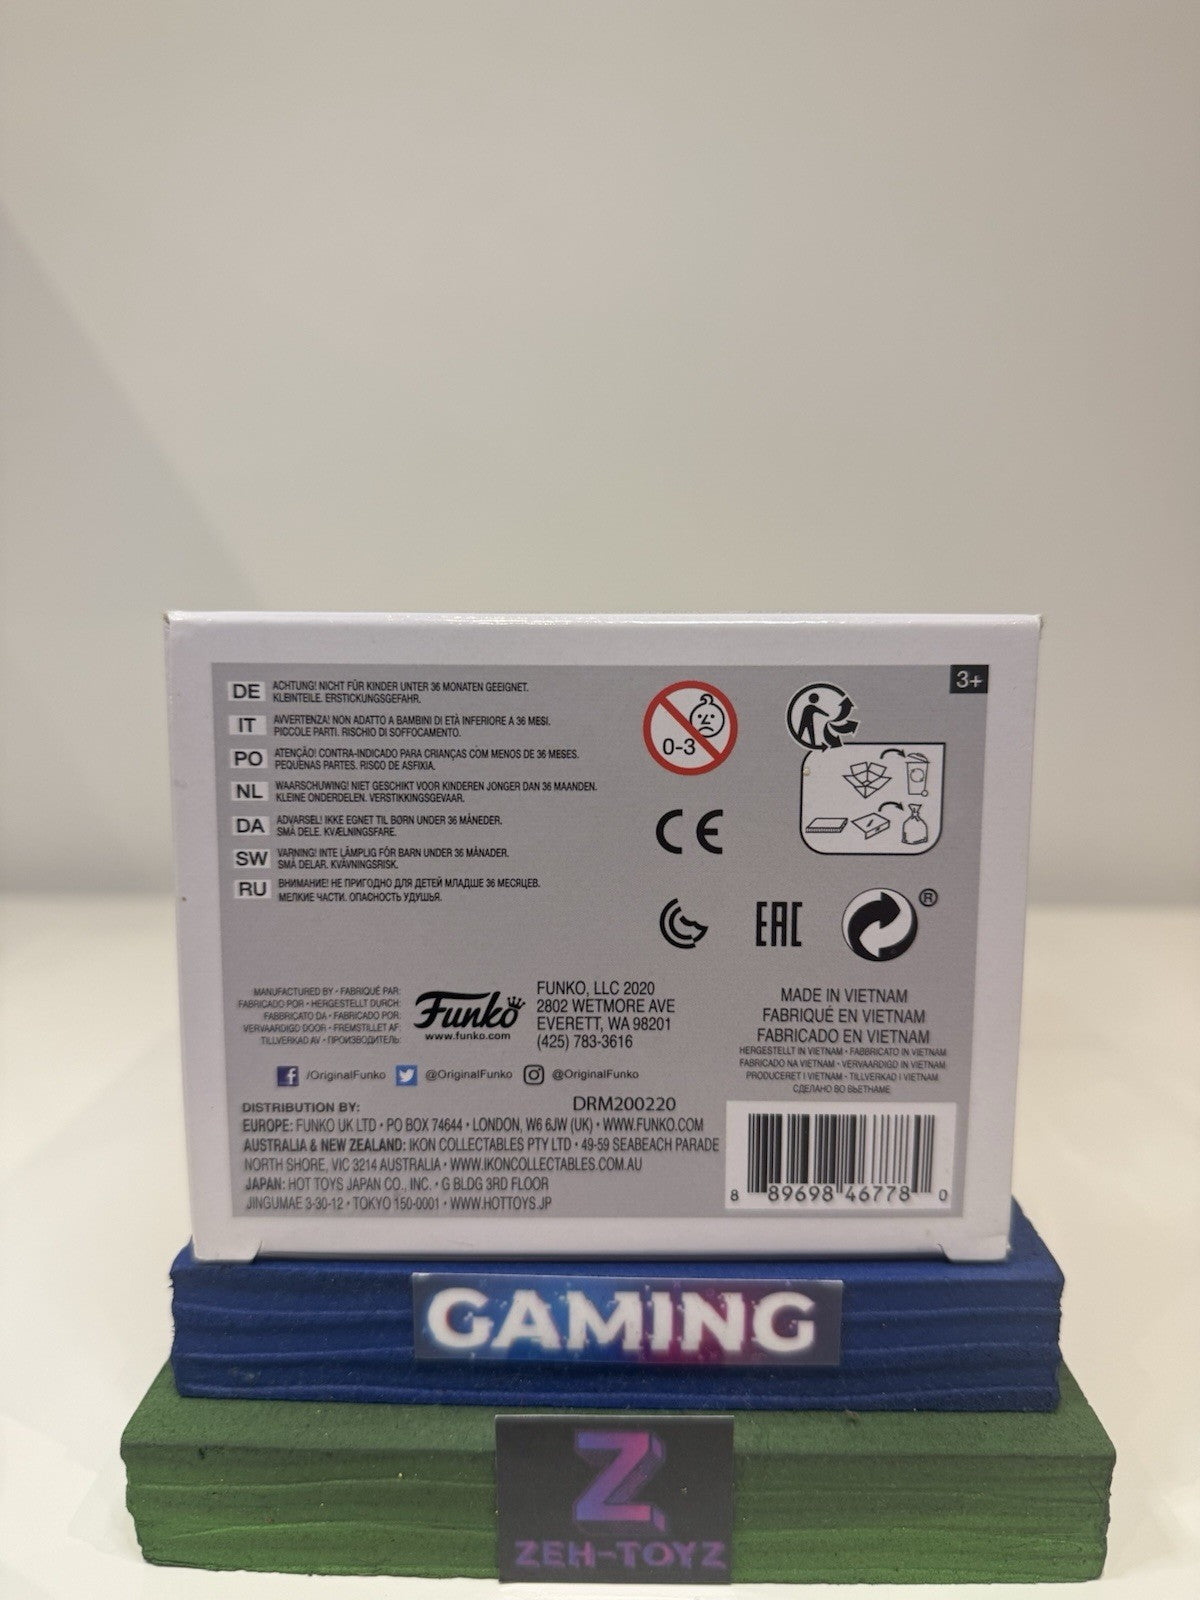 3+
DE ACHTUNG! NICHT FÜR KINDER UNTER 36 MONATEN GEEIGNET.
KLEINTEILE. ERSTICKUNGSGEFAHR.
IT AVVERTENZA! NON ADATTO A BAMBINI DI ETÀ INFERIORE A 36 MESI.
PICCOLE PARTI. RISCHIO DI SOFFOCAMENTO.
PO ATENÇÃO! CONTRA-INDICADO PARA CRIANÇAS COM MENOS DE 36 MESES.
PEQUENAS PARTES. RISCO DE ASFIXIA.
NL WAARSCHUWING! NIET GESCHIKT VOOR KINDEREN JONGER DAN 36 MAANDEN.
KLEINE ONDERDELEN. VERSTIKKINGSGEVAAR.
DA ADVARSEL! IKKE EGNET TIL BØRN UNDER 36 MÅNEDER.
SMÅ DELE. KVÆLNINGSFARE.
SW VARNING! INTE LÄMPLIG FÖR BARN UNDER 36 MÅNADER.
SMÅ DELAR. KVÄVNINGSRISK.
RU ВНИМАНИЕ! НЕ ПРИГОДНО ДЛЯ ДЕТЕЙ МЛАДШЕ 36 МЕСЯЦЕВ.
МЕЛКИЕ ЧАСТИ. ОПАСНОСТЬ УДУШЬЯ.
0-3
CE
EAC
®
MANUFACTURED BY • FABRIQUÉ PAR:
FABRICADO POR • HERGESTELLT DURCH:
FABBRICATO DA • FABRICADO POR:
VERVAARDIGD DOOR • FREMSTILLET AF:
TILLVERKAD AV • ПРОИЗВОДИТЕЛЬ:
Funko
www.funko.com
FUNKO, LLC 2020
2802 WETMORE AVE
EVERETT, WA 98201
(425) 783-3616
/OriginalFunko @OriginalFunko @OriginalFunko
MADE IN VIETNAM
FABRIQUÉ EN VIETNAM
FABRICADO EN VIETNAM
HERGESTELLT IN VIETNAM • FABBRICATO IN VIETNAM
FABRICADO NA VIETNAM • VERVAARDIGD IN VIETNAM
PRODUCERET I VIETNAM • TILLVERKAD I VIETNAM
СДЕЛАНО ВО ВЬЕТНАМЕ
DISTRIBUTION BY: DRM200220
EUROPE: FUNKO UK LTD • PO BOX 74644 • LONDON, W6 6JW (UK) • WWW.FUNKO.COM
AUSTRALIA & NEW ZEALAND: IKON COLLECTABLES PTY LTD • 49-59 SEABEACH PARADE
NORTH SHORE, VIC 3214 AUSTRALIA • WWW.IKONCOLLECTABLES.COM.AU
JAPAN: HOT TOYS JAPAN CO., INC. • G BLDG 3RD FLOOR
JINGUMAE 3-30-12 • TOKYO 150-0001 • WWW.HOTTOYS.JP
8 89698 46778 0
GAMING
Z
ZEH-TOYZ